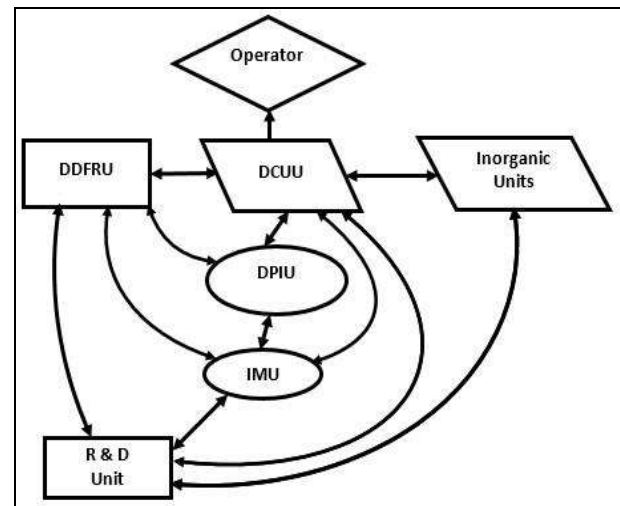 Operator
DDFRU
DCUU
Inorganic
Units
DPIU
IMU
R & D
Unit